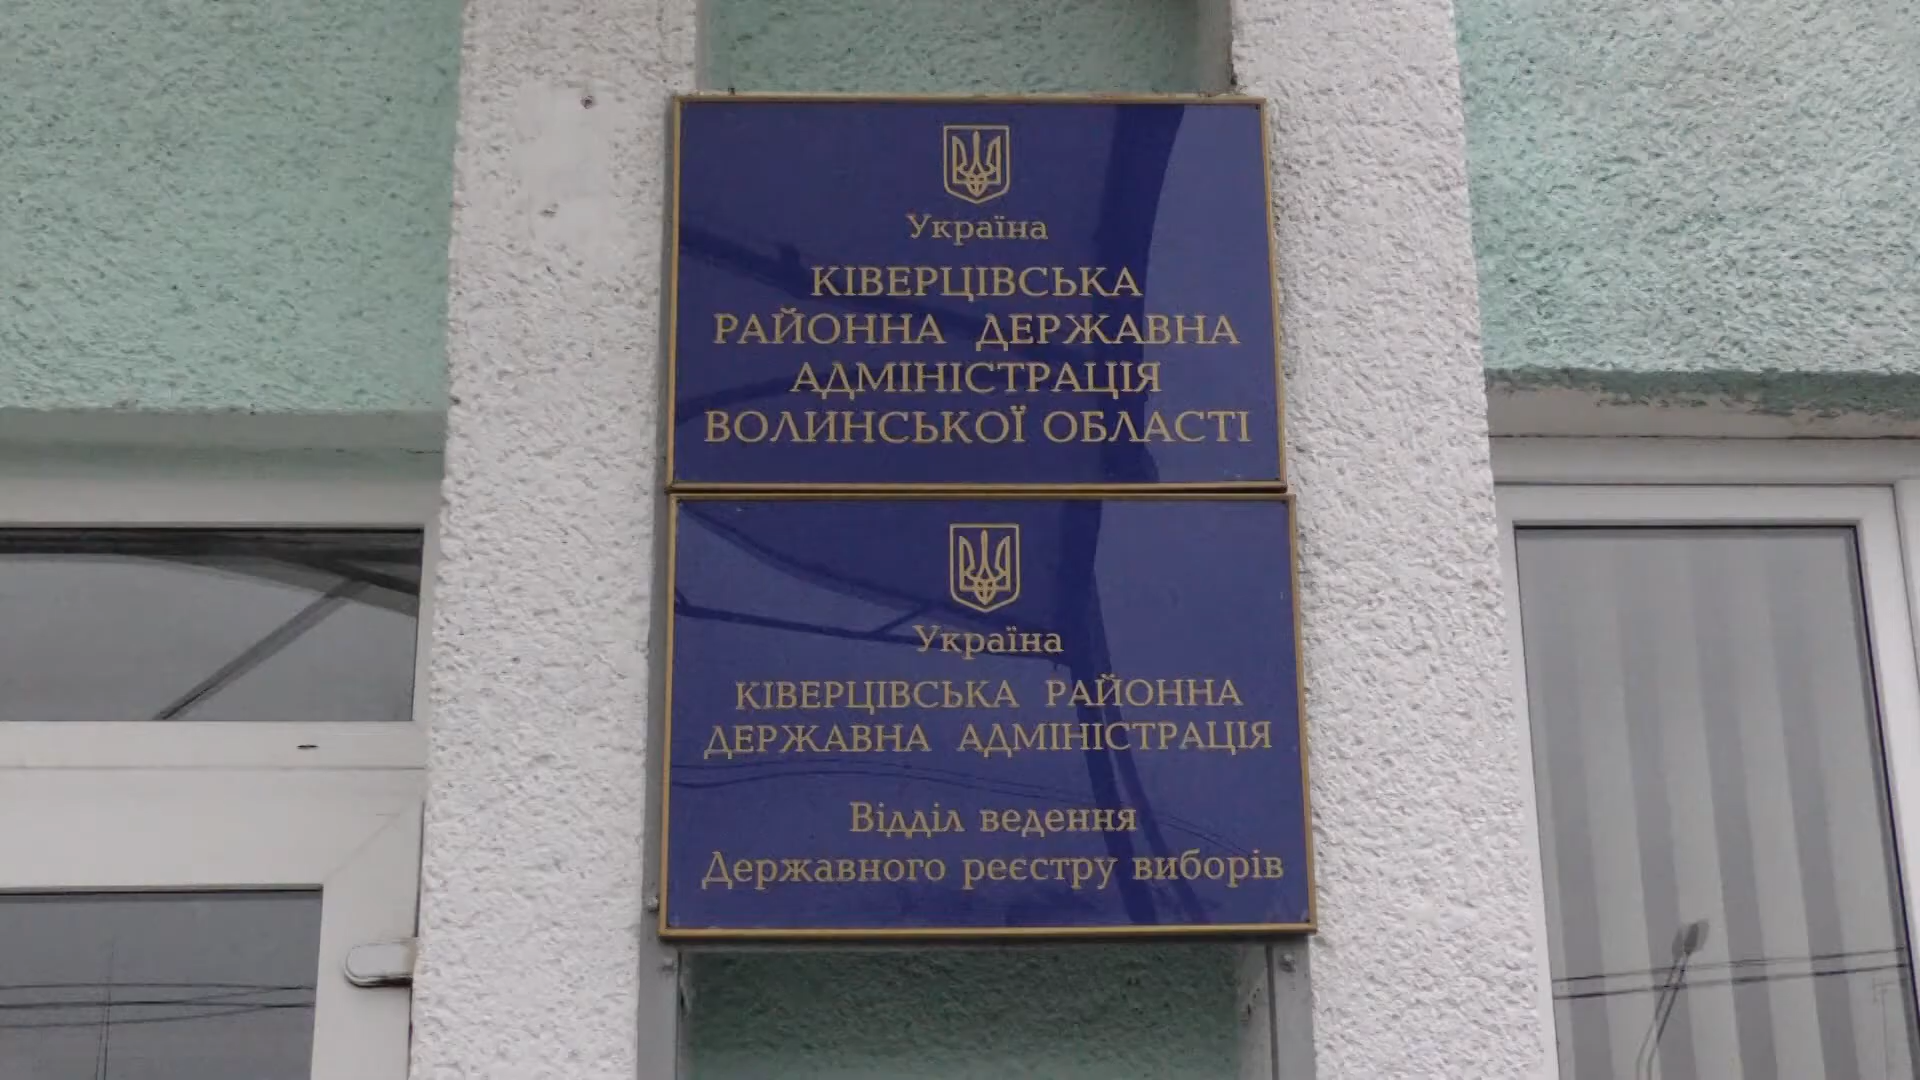 Україна
КІВЕРЦІВСЬКА
РАЙОННА ДЕРЖАВНА
АДМІНІСТРАЦІЯ
ВОЛИНСЬКОЇ ОБЛАСТІ
Україна
КІВЕРЦІВСЬКА РАЙОННА
ДЕРЖАВНА АДМІНІСТРАЦІЯ
Відділ ведення
Державного реєстру виборів